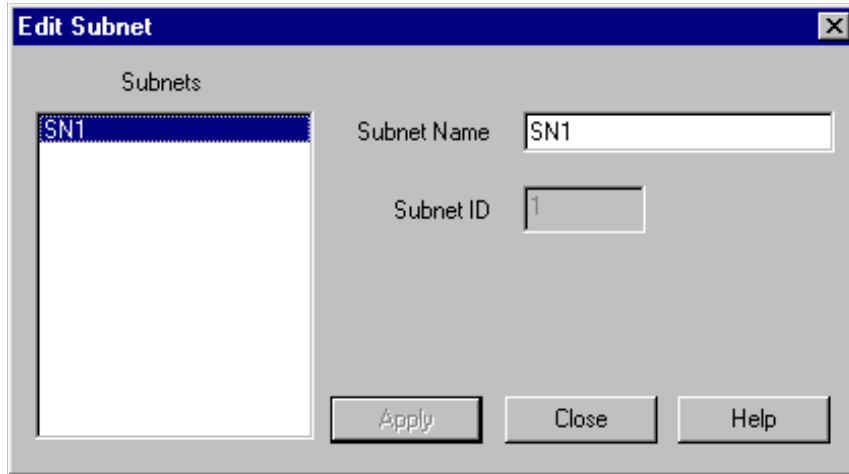 Edit Subnet
Subnets
SN1
Subnet Name SN1
Subnet ID 1
Apply Close Help